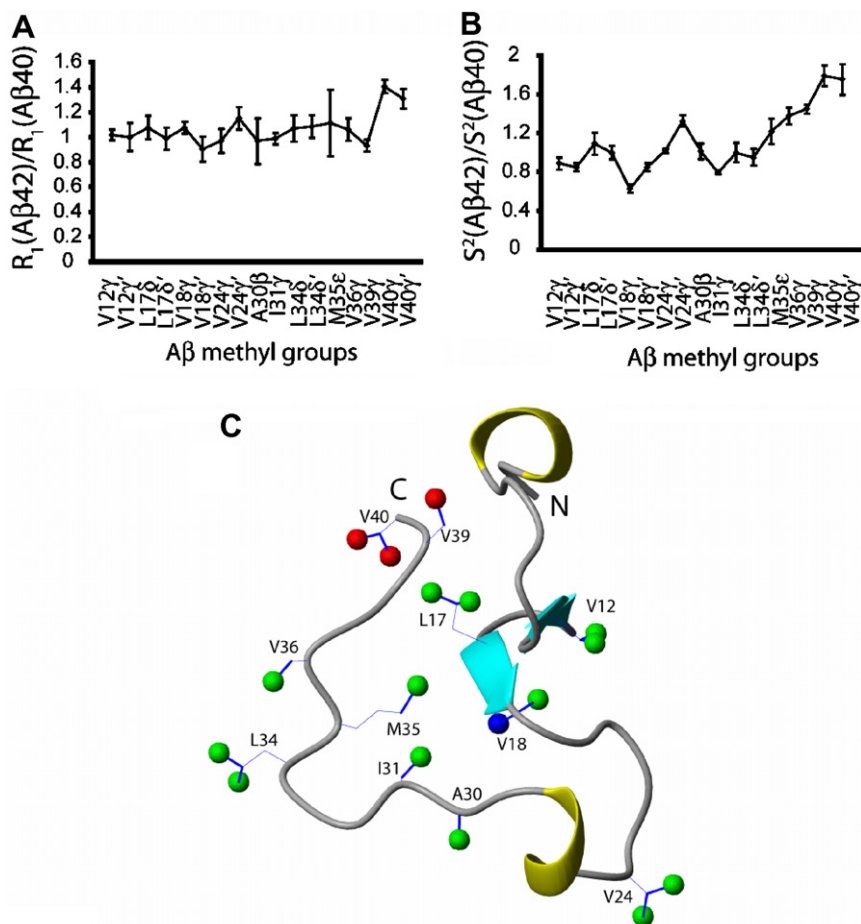 A
R₁(Aβ42)/R₁(Aβ40)
1.6
1.4
1.2
1
0.8
0.6
0.4
0.2
0
V12γ
V12γ'
L17δ
L17δ'
V18γ
V18γ'
V24γ
V24γ'
A30β
I31γ
L34δ
L34δ'
M35ε
V36γ
V39γ
V40γ
V40γ'
Aβ methyl groups
B
S²(Aβ42)/S²(Aβ40)
2
1.6
1.2
0.8
0.4
0
V12γ
V12γ'
L17δ
L17δ'
V18γ
V18γ'
V24γ
V24γ'
A30β
I31γ
L34δ
L34δ'
M35ε
V36γ
V39γ
V40γ
V40γ'
Aβ methyl groups
C
C
N
V40
V39
L17
V12
V36
M35
V18
L34
I31
A30
V24